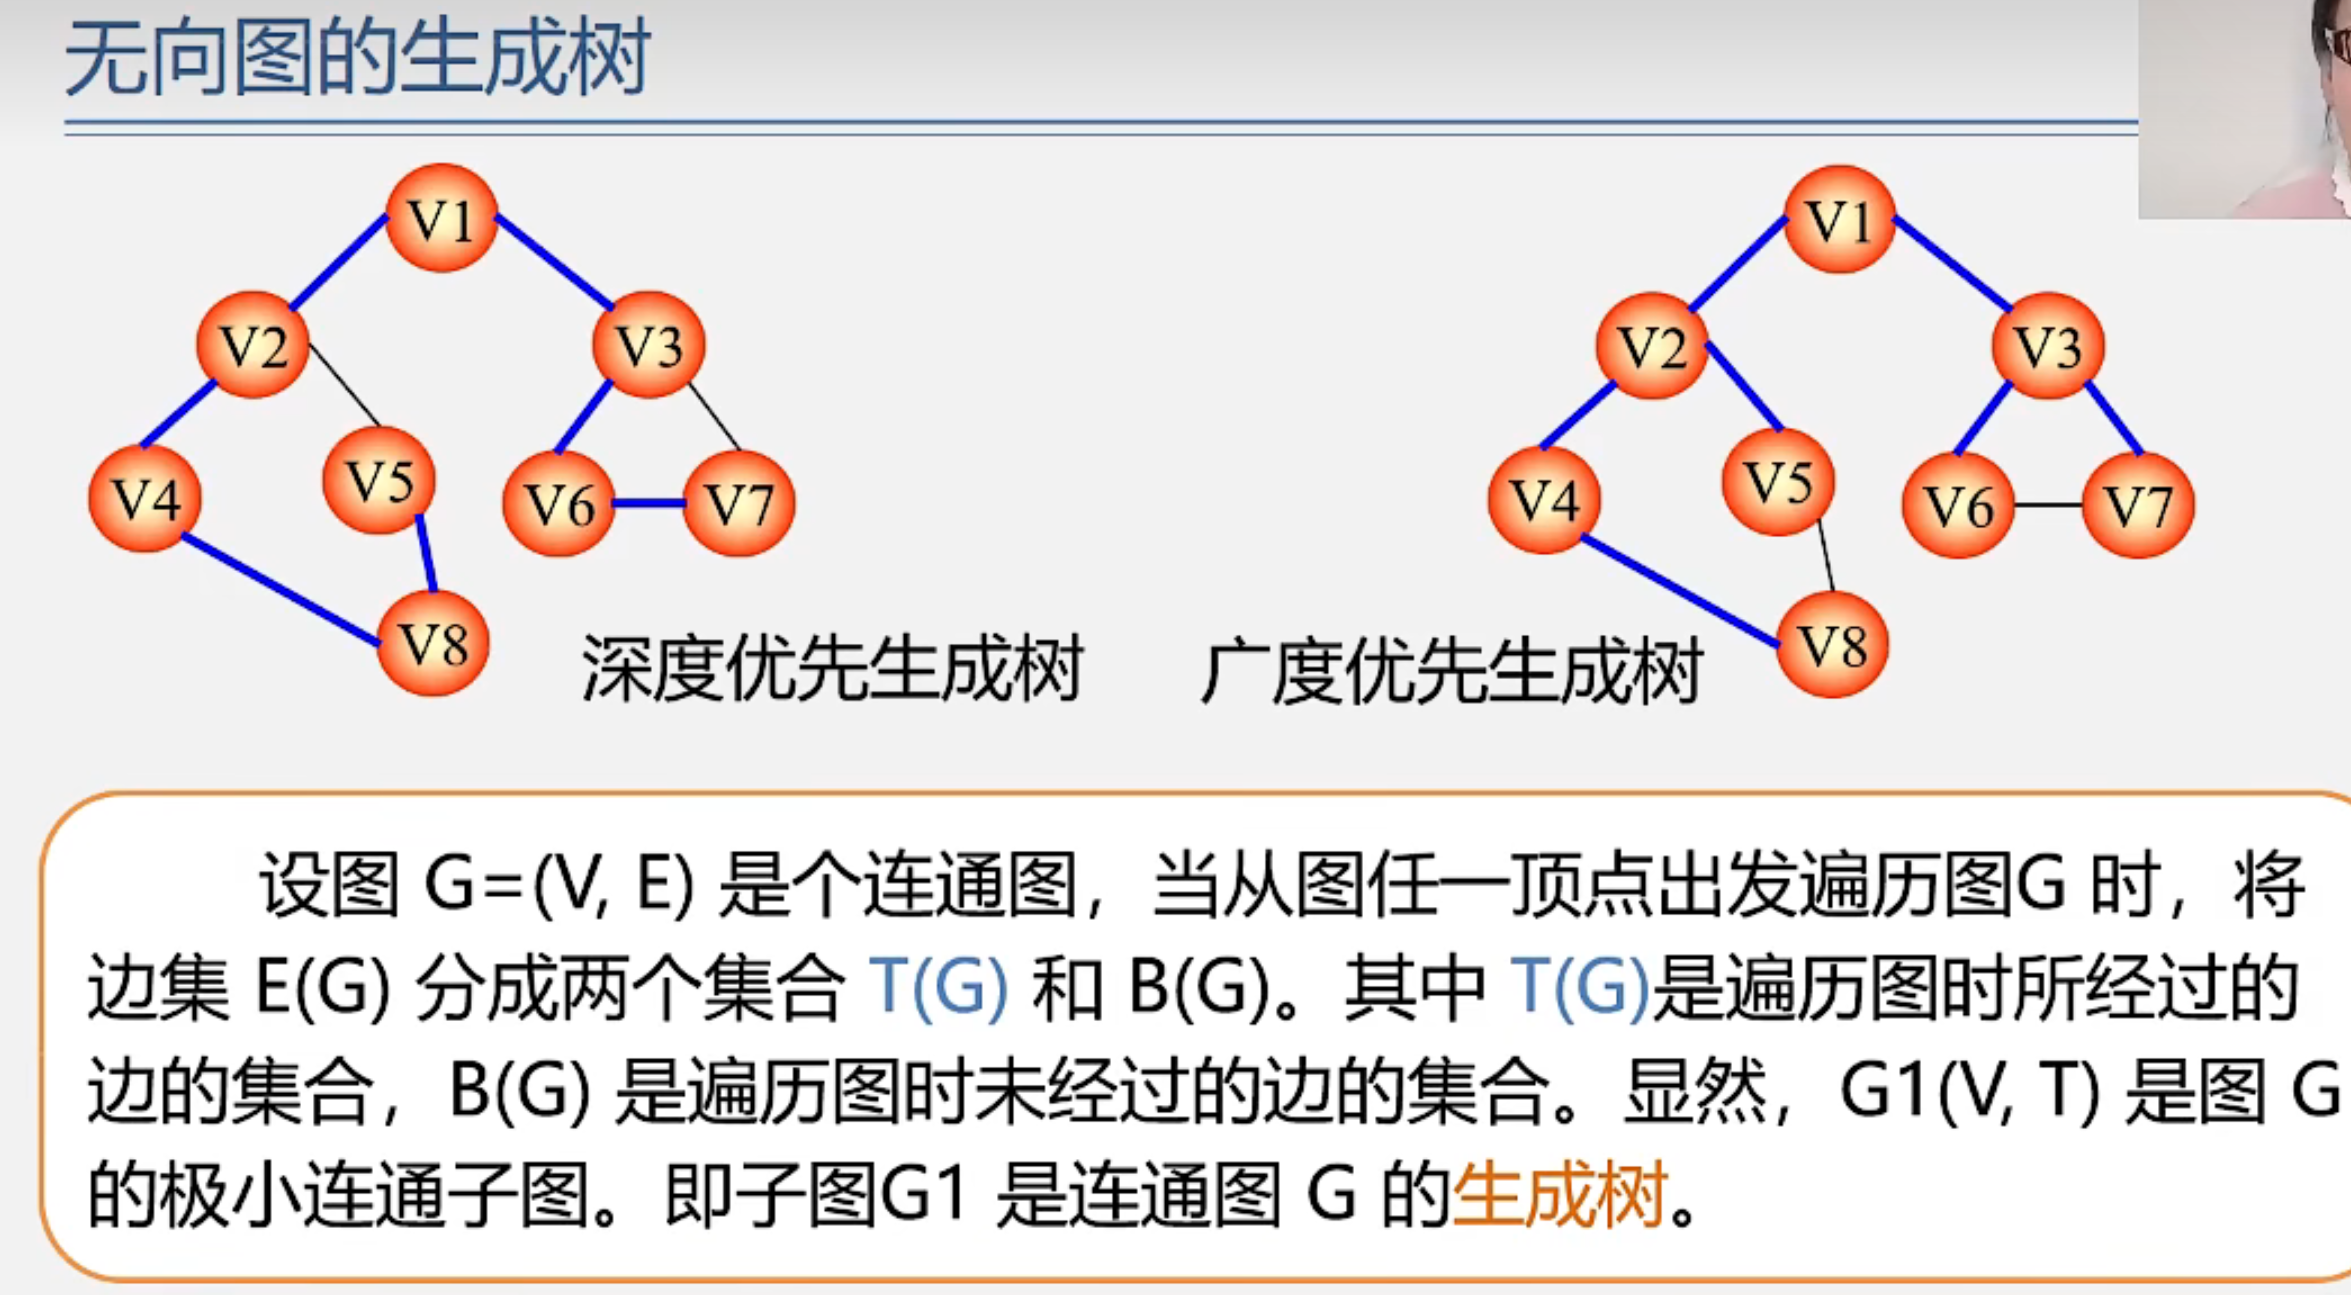 无向图的生成树
V1
V1
V2
V3
V2
V3
V4
V5
V6
V7
V4
V5
V6
V7
V8
深度优先生成树
广度优先生成树
V8
设图 G=(V, E) 是个连通图，当从图任一顶点出发遍历图G 时，将
边集 E(G) 分成两个集合 T(G) 和 B(G)。其中 T(G)是遍历图时所经过的
边的集合，B(G) 是遍历图时未经过的边的集合。显然，G1(V, T) 是图 G
的极小连通子图。即子图G1 是连通图 G 的生成树。